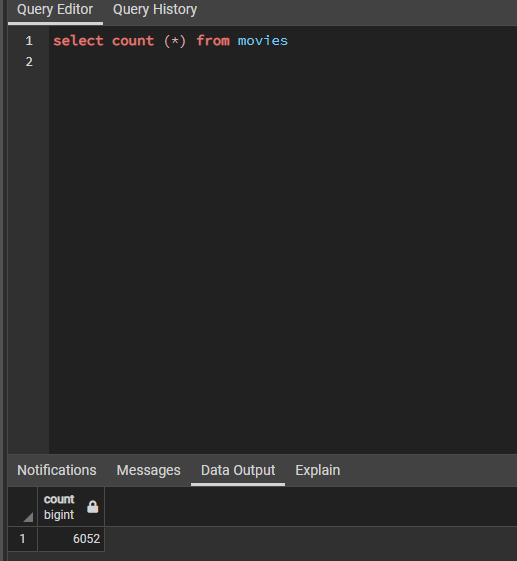 Query Editor Query History
1 select count (*) from movies
2
Notifications Messages Data Output Explain
count
bigint
1 6052